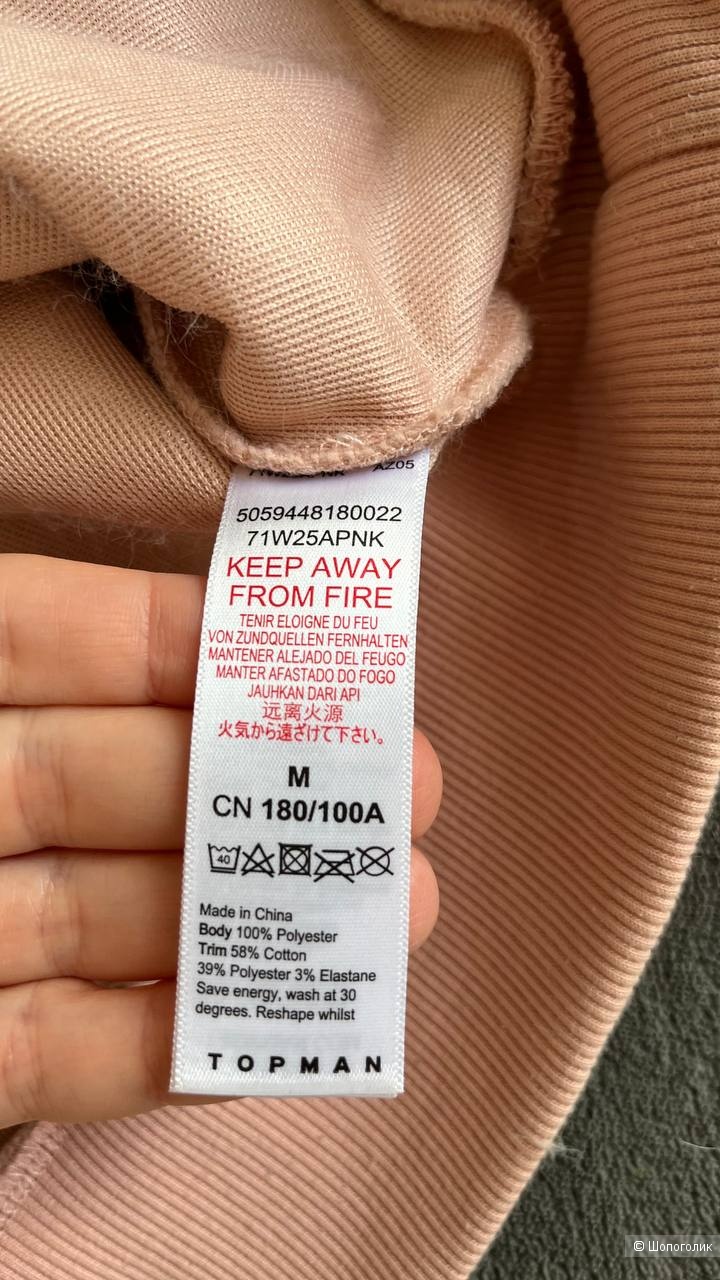 AZ05
5059448180022
71W25APNK
KEEP AWAY
FROM FIRE
TENIR ELOIGNE DU FEU
VON ZUNDQUELLEN FERNHALTEN
MANTENER ALEJADO DEL FEUGO
MANTER AFASTADO DO FOGO
JAUHKAN DARI API
远离火源
火気から遠ざけて下さい。
M
CN 180/100A
40
Made in China
Body 100% Polyester
Trim 58% Cotton
39% Polyester 3% Elastane
Save energy, wash at 30
degrees. Reshape whilst
TOPMAN
© Шопоголик